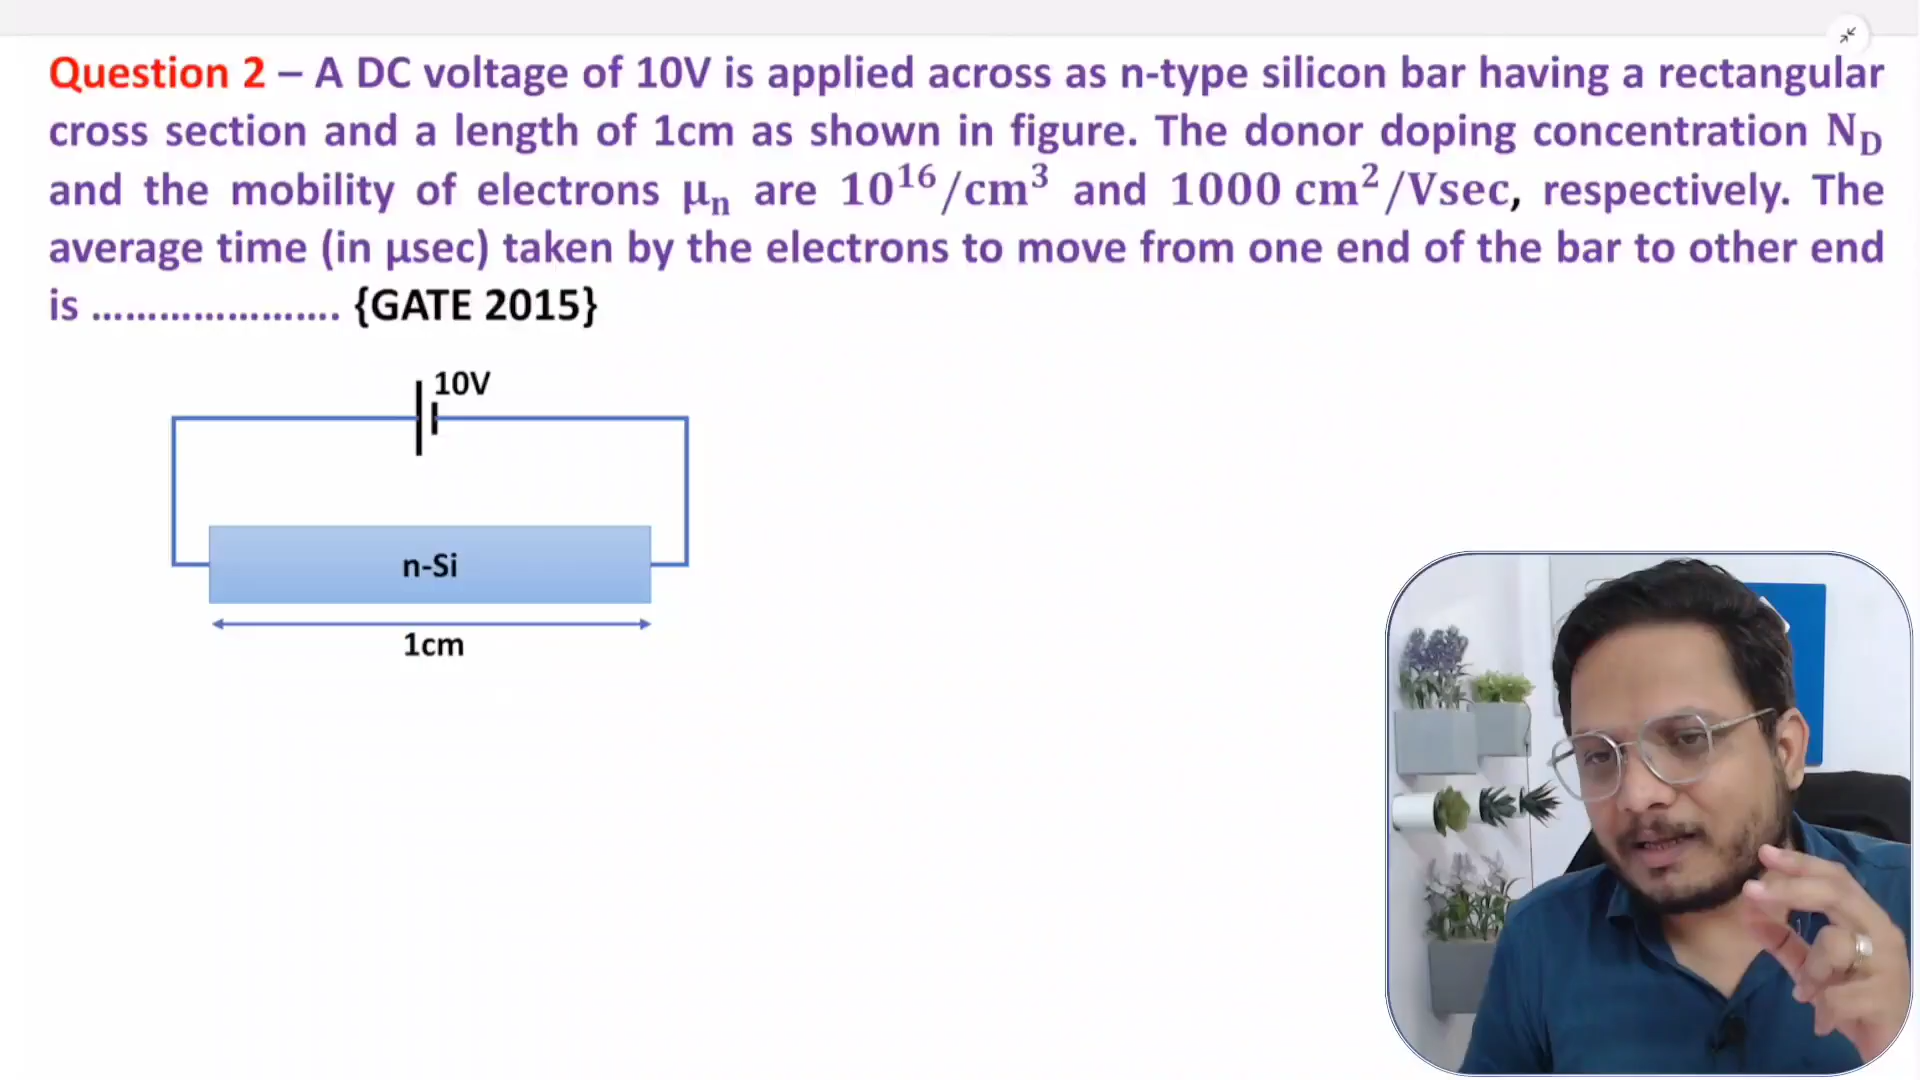 Question 2 – A DC voltage of 10V is applied across as n-type silicon bar having a rectangular
cross section and a length of 1cm as shown in figure. The donor doping concentration N_D
and the mobility of electrons μ_n are 10^16/cm^3 and 1000 cm^2/Vsec, respectively. The
average time (in μsec) taken by the electrons to move from one end of the bar to other end
is ........................ {GATE 2015}
10V
n-Si
1cm